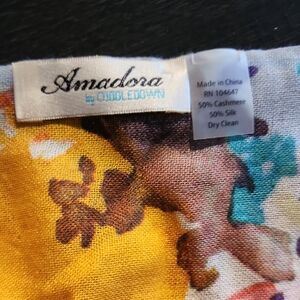 Amadora
by CUDDLEDOWN
Made in China
RN 104647
50% Cashmere
50% Silk
Dry Clean